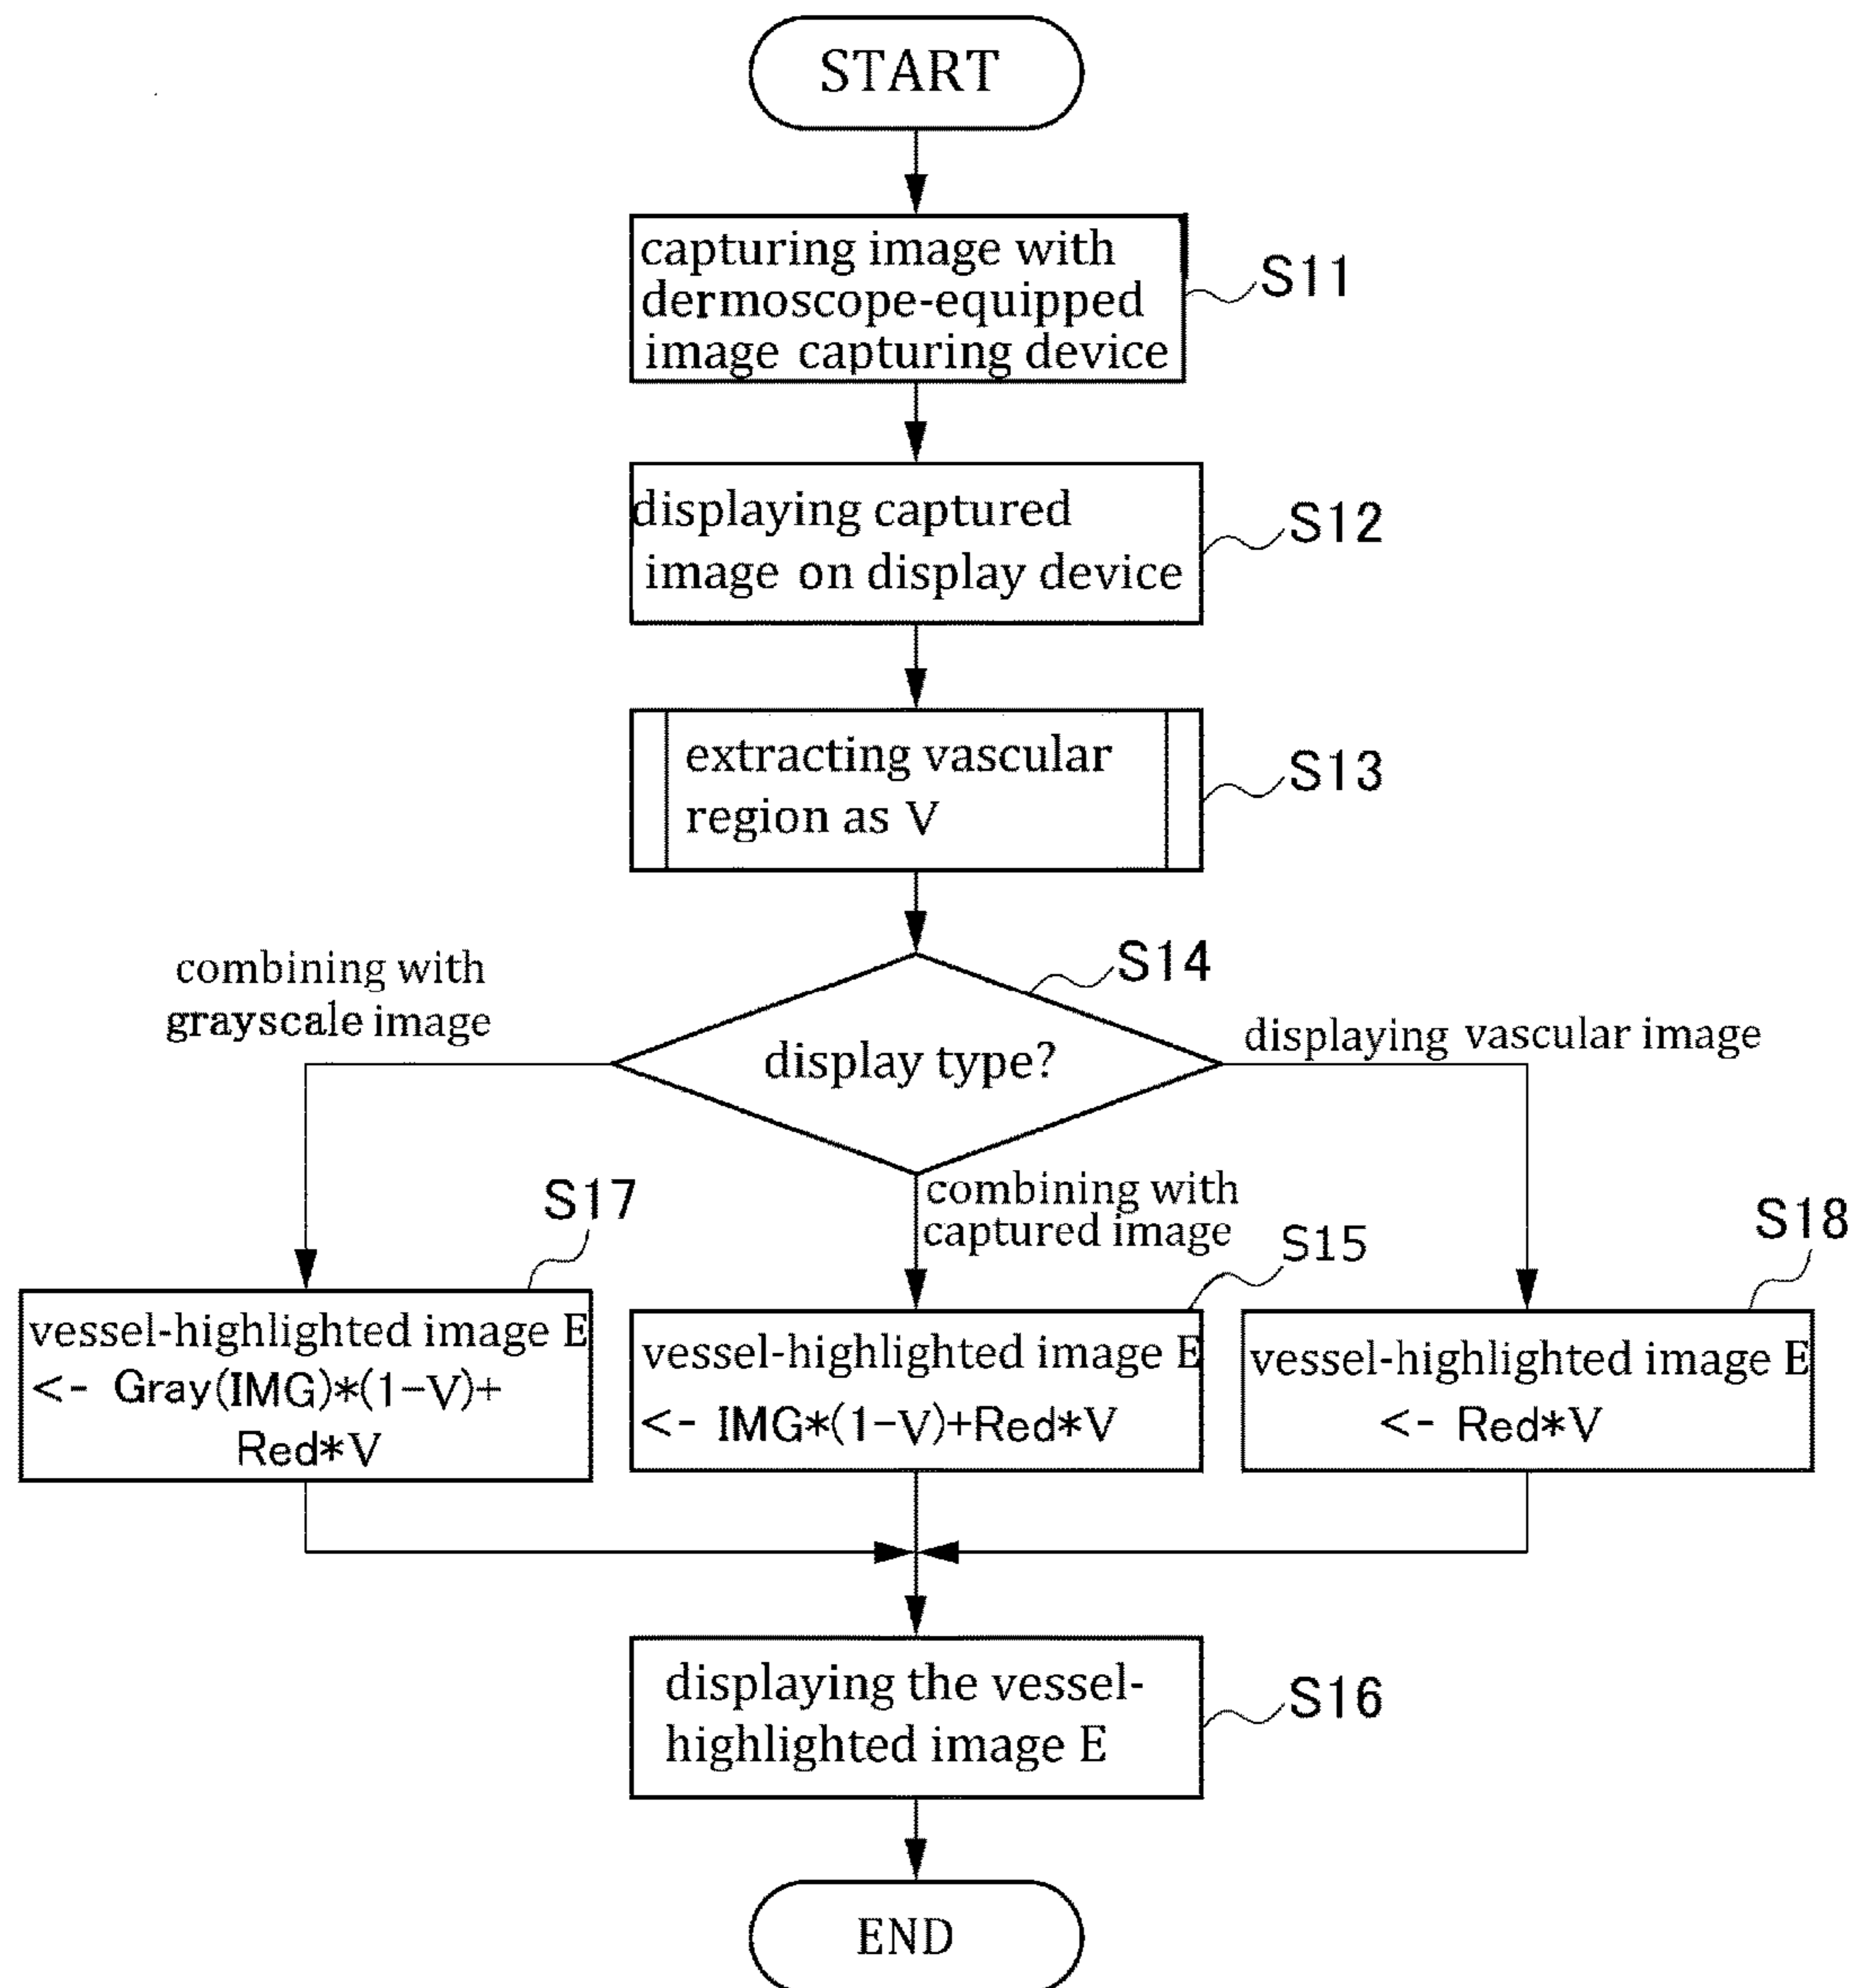 START
capturing image with
dermoscope-equipped
image capturing device
S11
displaying captured
image on display device
S12
extracting vascular
region as V
S13
S14
display type?
combining with
grayscale image
displaying vascular image
combining with
captured image
S17
vessel-highlighted image E
<- Gray(IMG)*(1-V)+
Red*V
S15
vessel-highlighted image E
<- IMG*(1-V)+Red*V
S18
vessel-highlighted image E
<- Red*V
displaying the vessel-
highlighted image E
S16
END